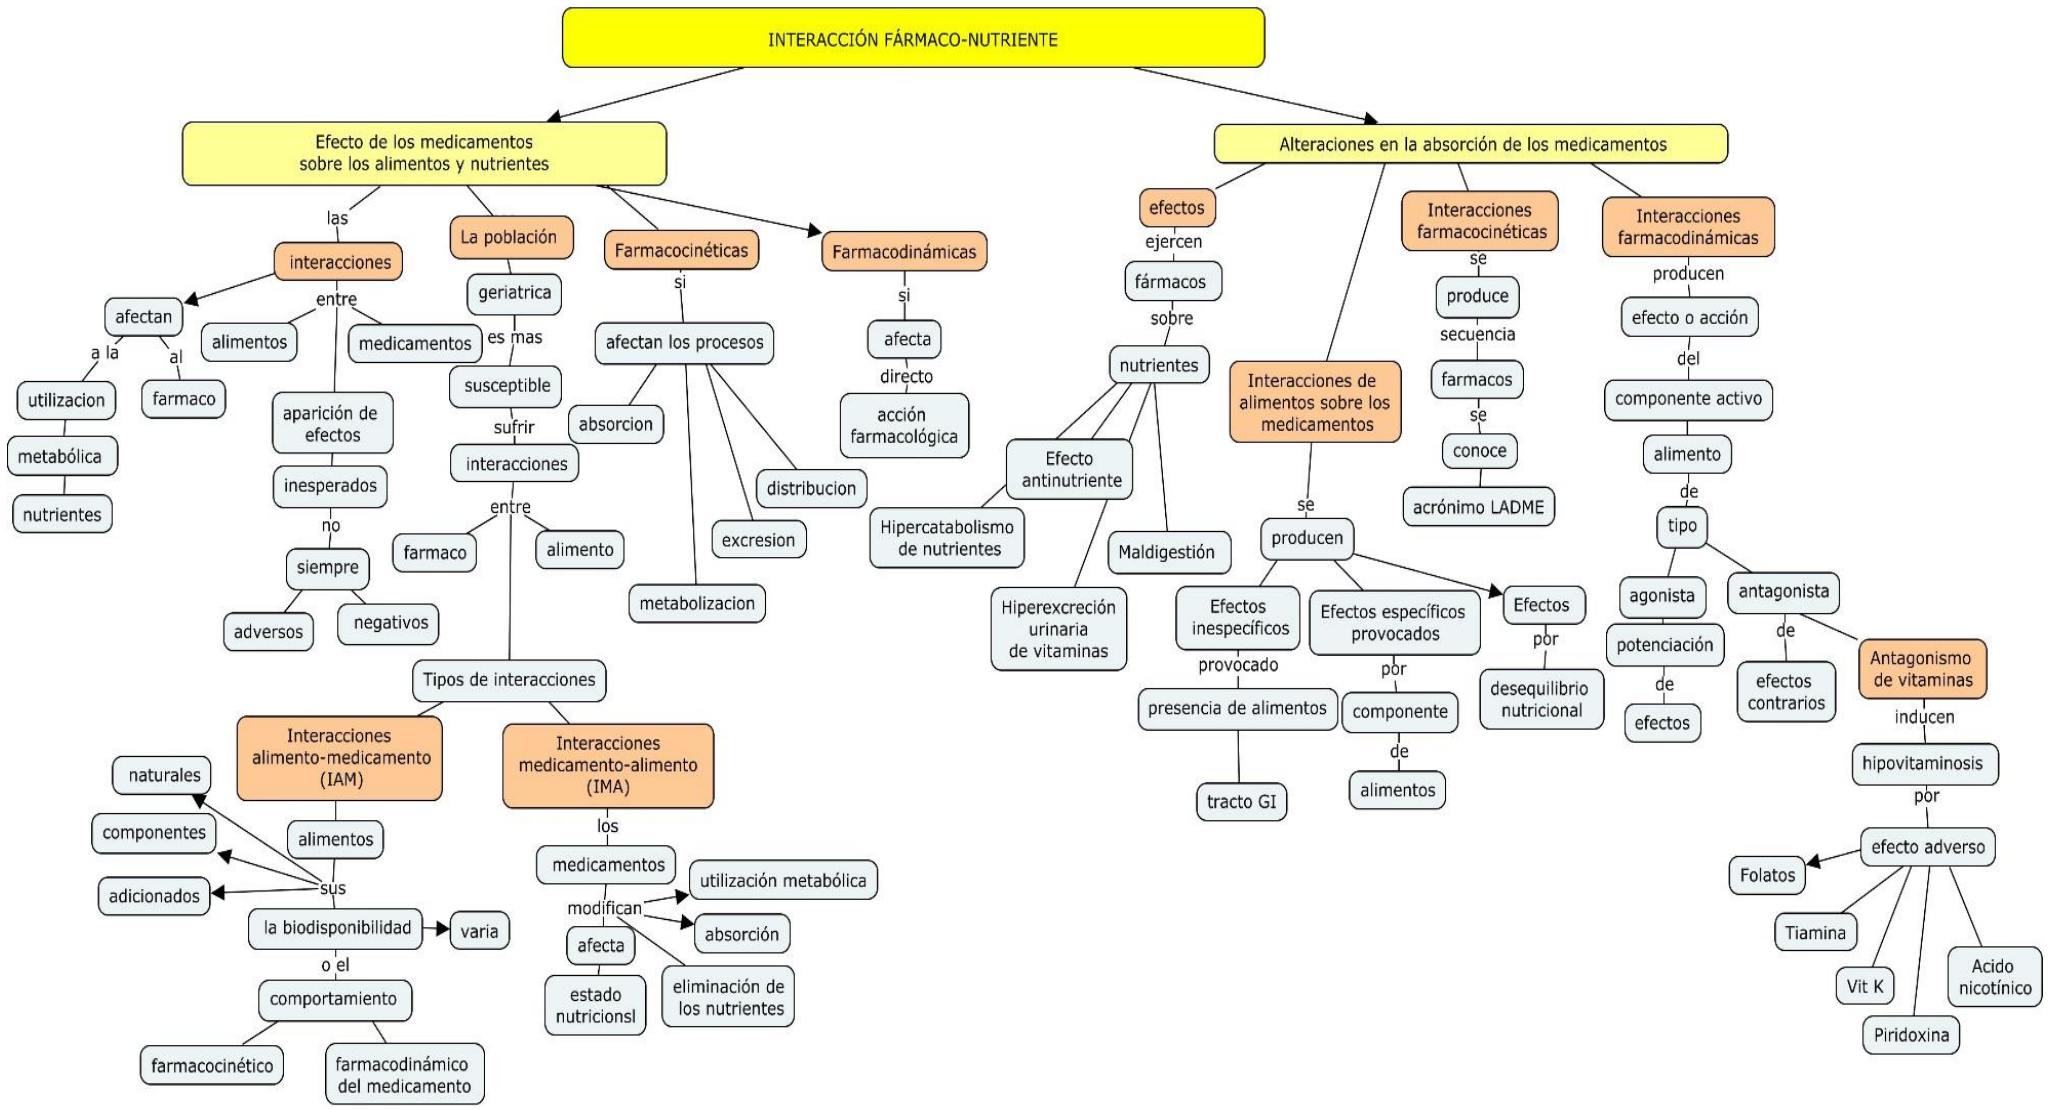 INTERACCIÓN FÁRMACO-NUTRIENTE
Efecto de los medicamentos
sobre los alimentos y nutrientes
las
interacciones
afectan
a la
utilizacion
metabólica
nutrientes
al
farmaco
entre
alimentos
medicamentos
aparición de
efectos
inesperados
no
siempre
adversos
negativos
La población
geriatrica
es mas
susceptible
sufrir
interacciones
entre
farmaco
alimento
Tipos de interacciones
Interacciones
alimento-medicamento
(IAM)
alimentos
sus
naturales
componentes
adicionados
la biodisponibilidad
varia
o el
comportamiento
farmacocinético
farmacodinámico
del medicamento
Interacciones
medicamento-alimento
(IMA)
los
medicamentos
modifican
utilización metabólica
absorción
eliminación de
los nutrientes
afecta
estado
nutricionsl
Farmacocinéticas
si
afectan los procesos
absorcion
metabolizacion
excresion
distribucion
Farmacodinámicas
si
afecta
directo
acción
farmacológica
Alteraciones en la absorción de los medicamentos
efectos
ejercen
fármacos
sobre
nutrientes
Efecto
antinutriente
Hipercatabolismo
de nutrientes
Hiperexcreción
urinaria
de vitaminas
Maldigestión
Interacciones de
alimentos sobre los
medicamentos
se
producen
Efectos
inespecíficos
provocado
presencia de alimentos
tracto GI
Efectos específicos
provocados
por
componente
de
alimentos
Efectos
por
desequilibrio
nutricional
Interacciones
farmacocinéticas
se
produce
secuencia
farmacos
se
conoce
acrónimo LADME
Interacciones
farmacodinámicas
producen
efecto o acción
del
componente activo
alimento
de
tipo
agonista
potenciación
de
efectos
antagonista
de
efectos
contrarios
Antagonismo
de vitaminas
inducen
hipovitaminosis
por
efecto adverso
Folatos
Tiamina
Vit K
Piridoxina
Acido
nicotínico